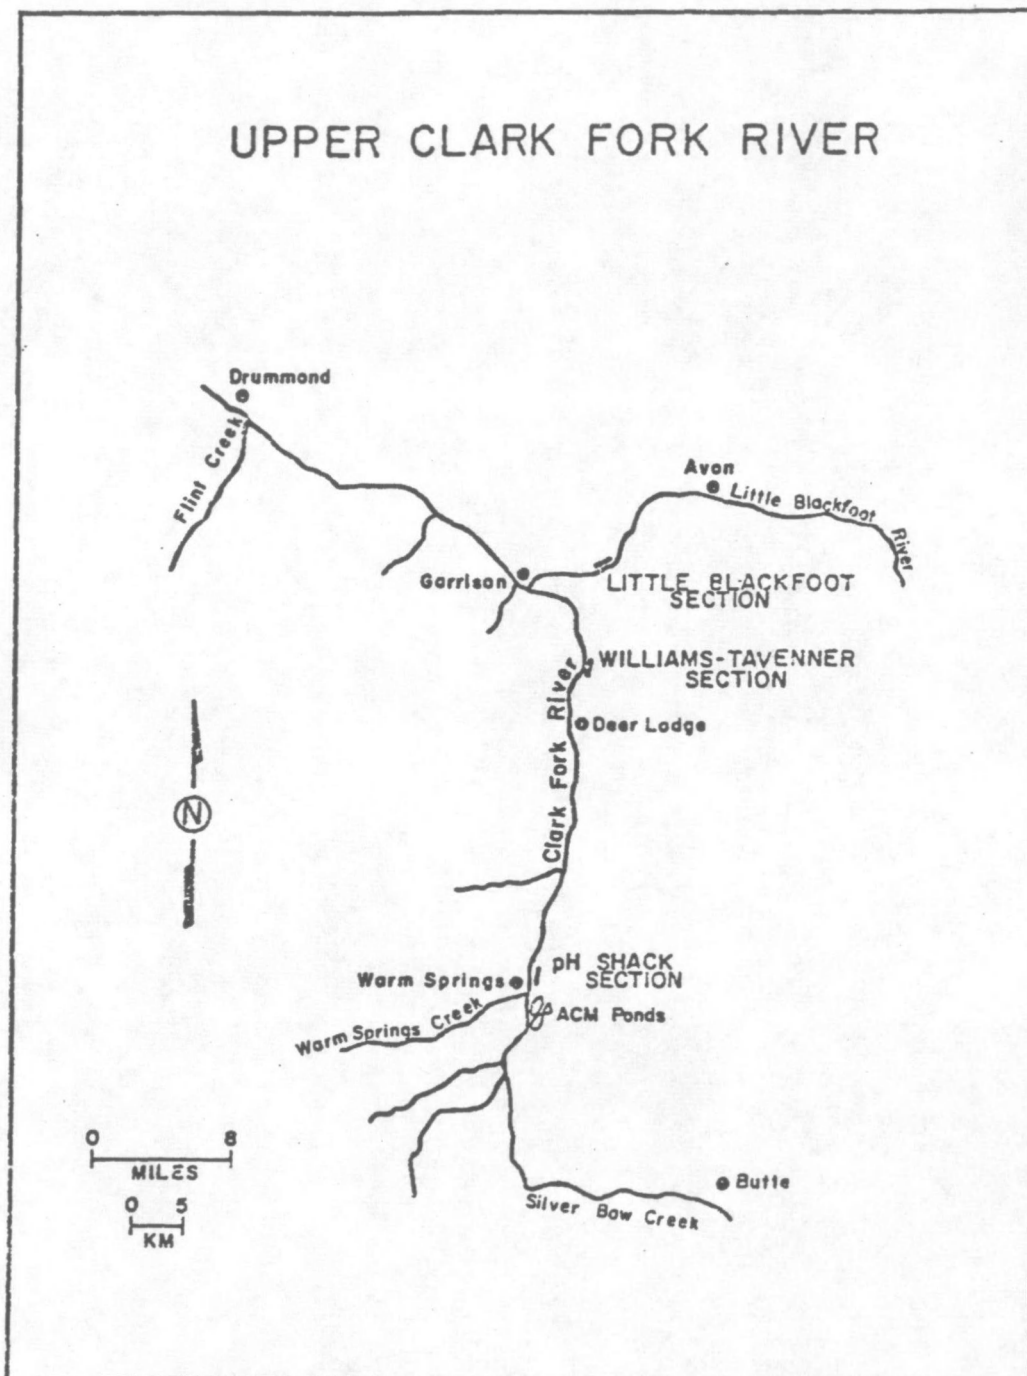 UPPER CLARK FORK RIVER
Drummond
Flint Creek
Avon
Little Blackfoot River
Garrison
LITTLE BLACKFOOT
SECTION
WILLIAMS-TAVENNER
SECTION
Clark Fork River
Deer Lodge
N
pH SHACK
SECTION
Warm Springs
ACM Ponds
Warm Springs Creek
0 8
MILES
0 5
KM
Butte
Silver Bow Creek